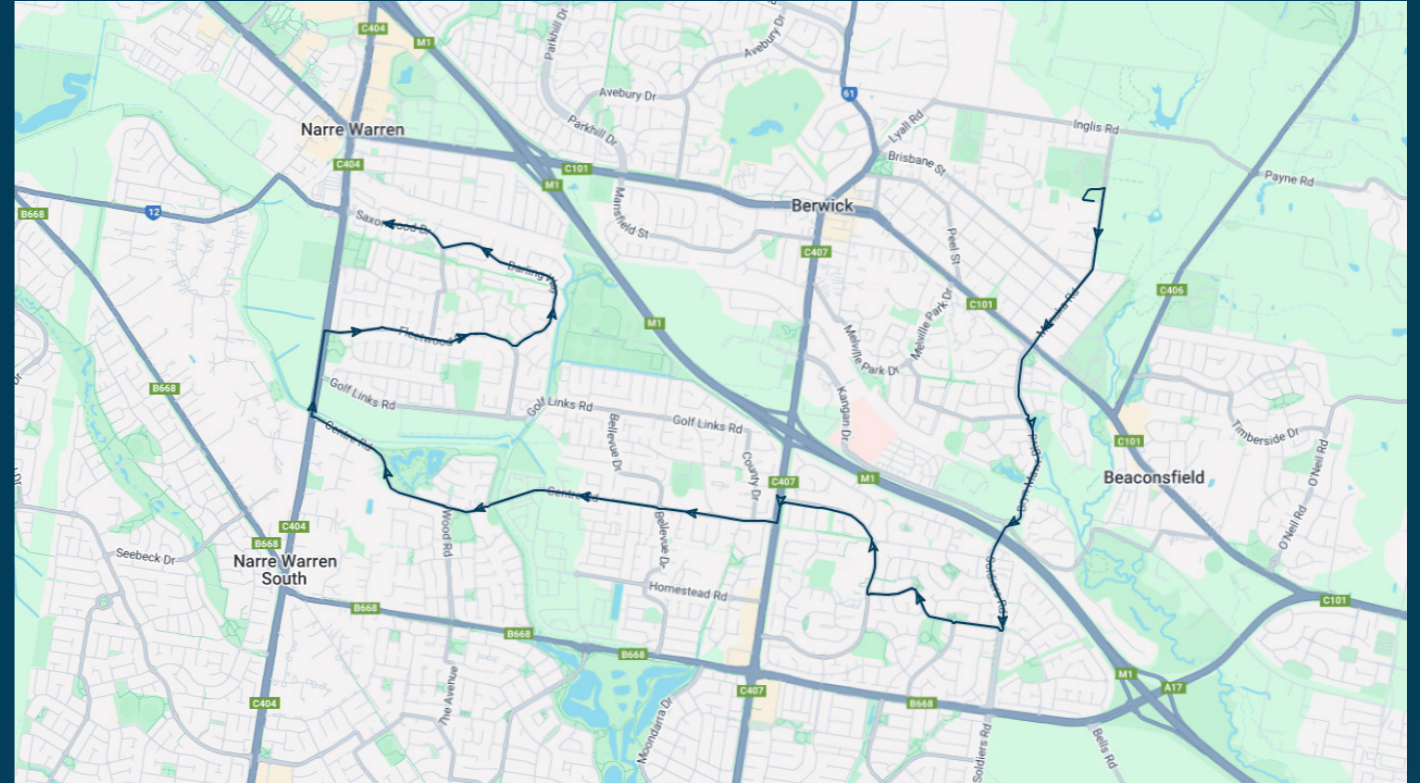 C404
M1
Parkhill Dr
Avebury Dr
61
Avebury Dr
Lyall Rd
Inglis Rd
Parkhill Dr
Narre Warren
C404
C101
M1
Brisbane St
Payne Rd
Mansfield St
Berwick
B668
12
Saxonwood Dr
Peel St
C407
Darling
C406
C101
M1
Fleetwood
Melville Park Dr
Melville Park Dr
B668
Golf Links Rd
Golf Links Rd
Golf Links Rd
Kangan Dr
Bellevue Dr
Centre Rd
Timberside Dr
C101
O'Neil Rd
Beaconsfield
County Dr
C407
M1
Bellevue Dr
Wood Rd
C404
B668
O'Neil Rd
Seebeck Dr
Narre Warren
South
Homestead Rd
B668
C101
B668
B668
The Avenue
Moondarra Dr
M1
A17
C407
C404
B668
Soldiers Rd
Bells Rd